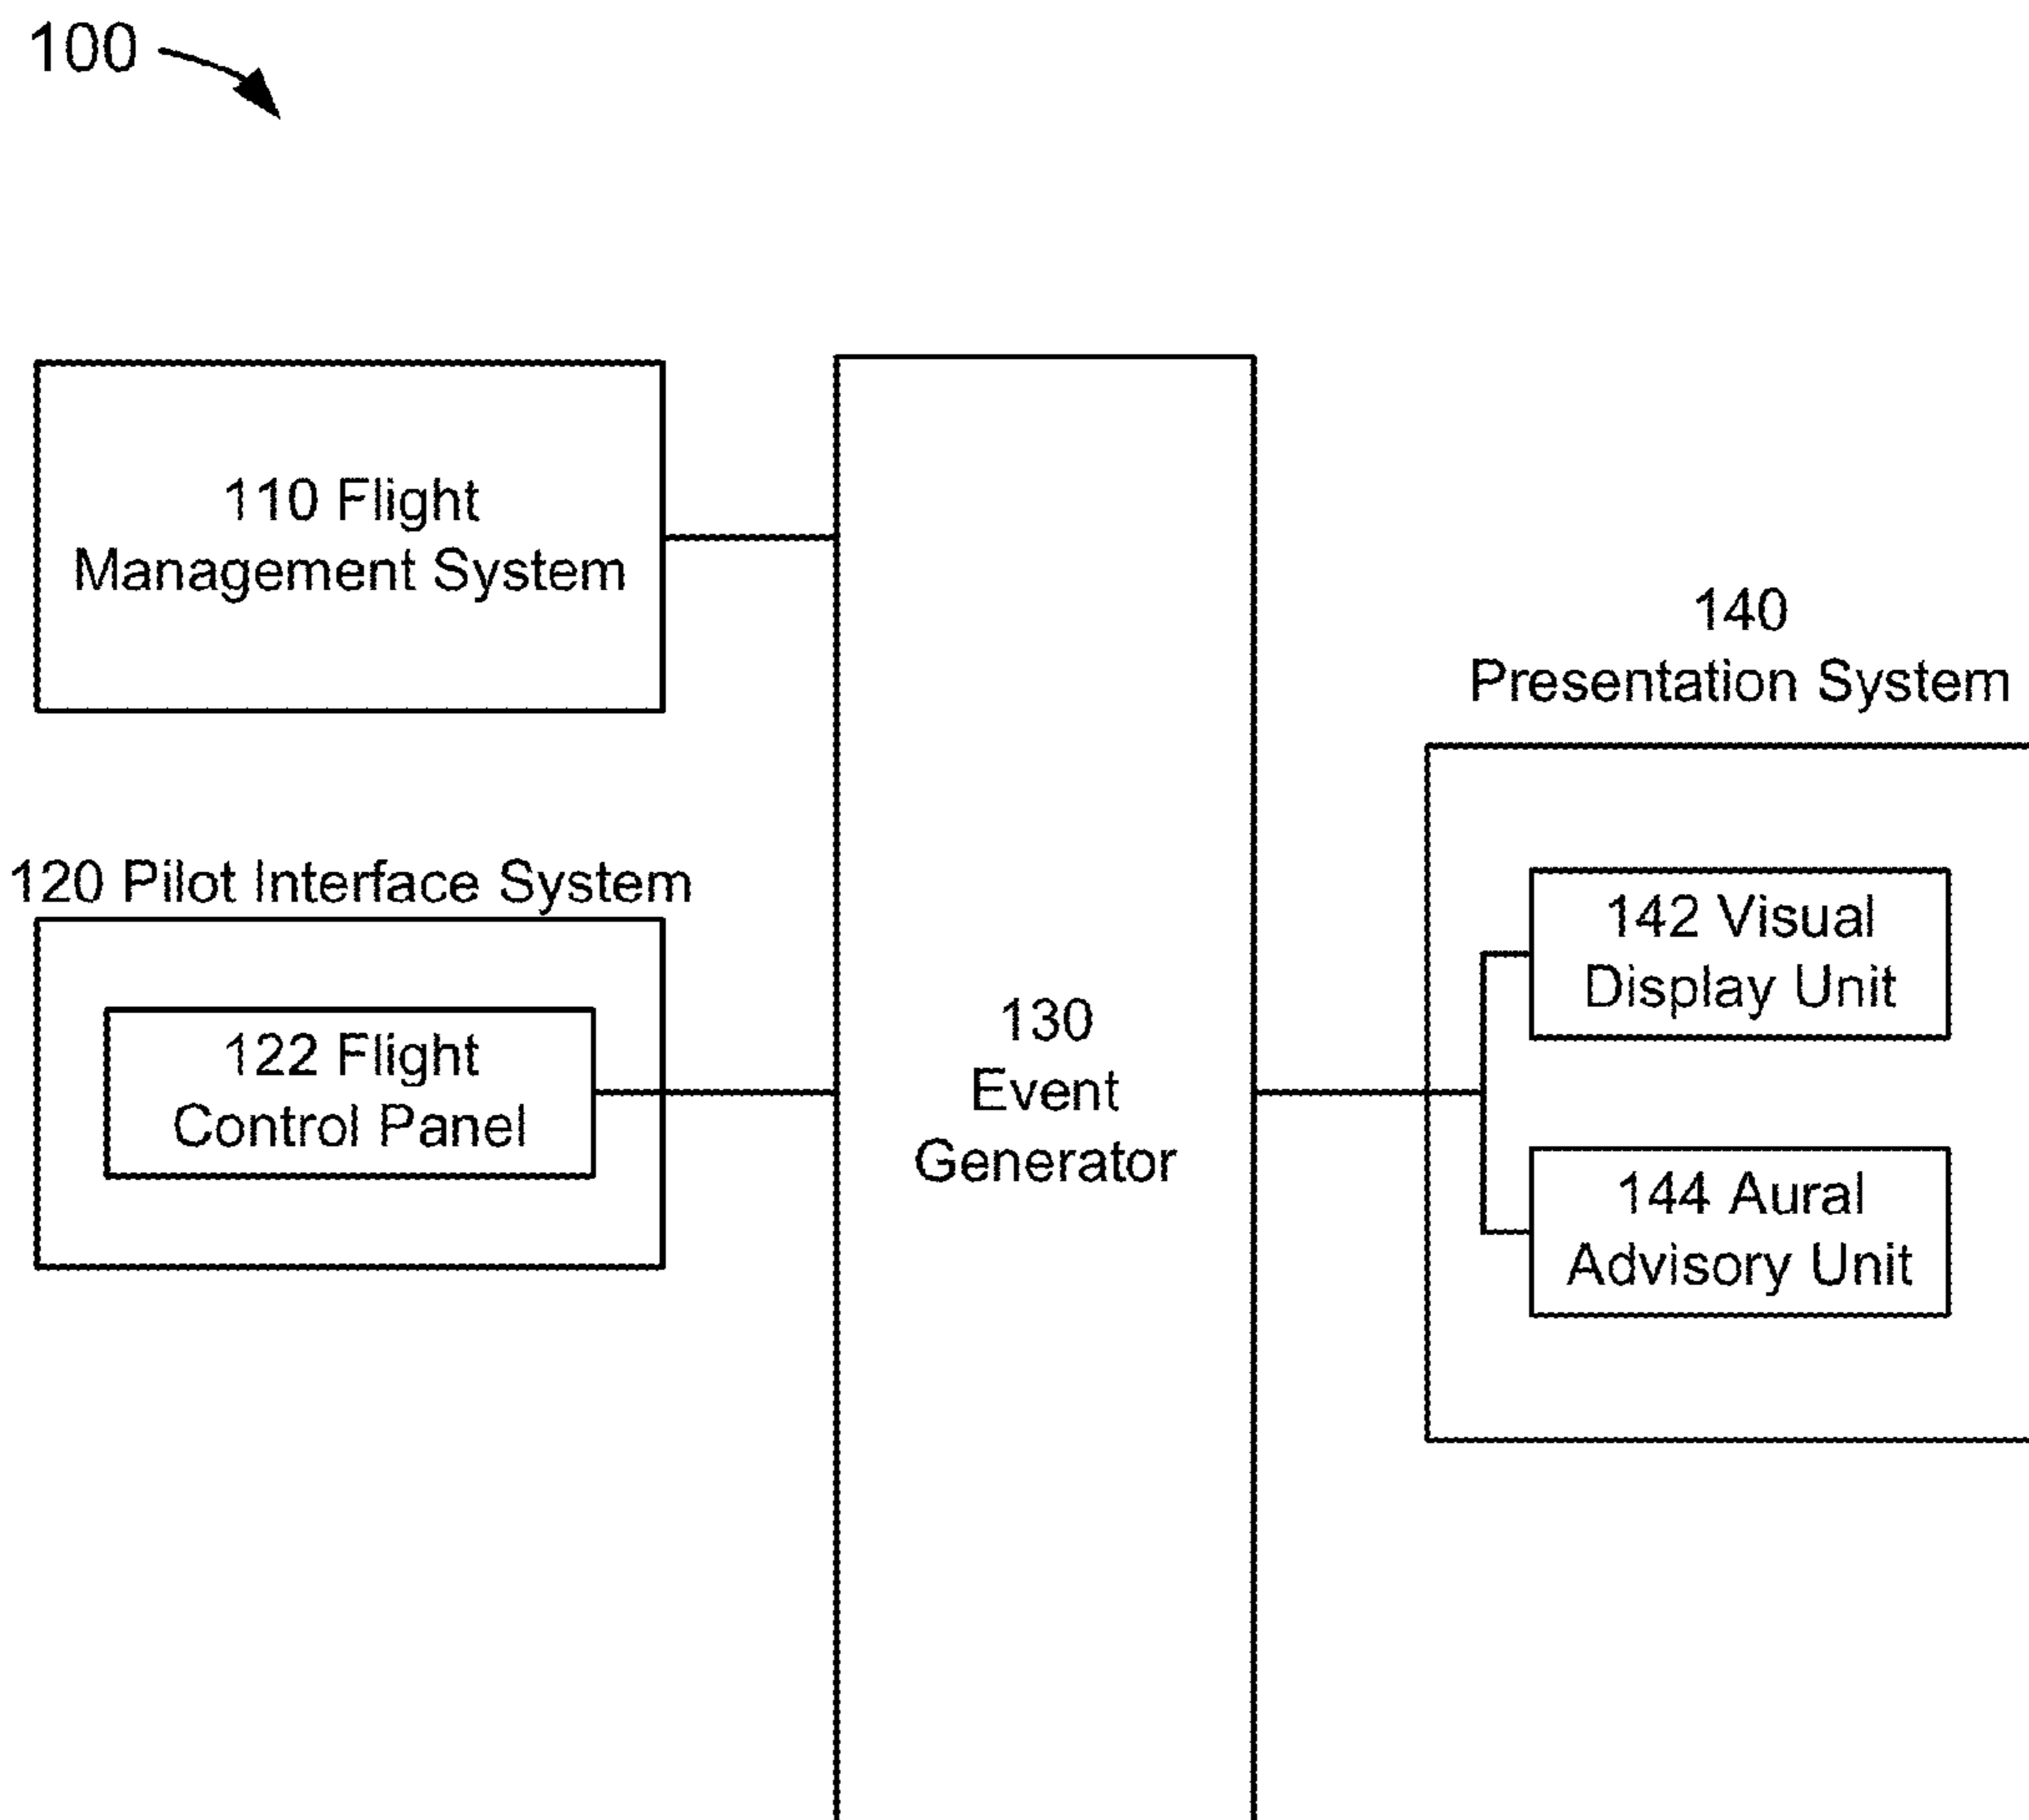 100
110 Flight
Management System
120 Pilot Interface System
122 Flight
Control Panel
130
Event
Generator
140
Presentation System
142 Visual
Display Unit
144 Aural
Advisory Unit